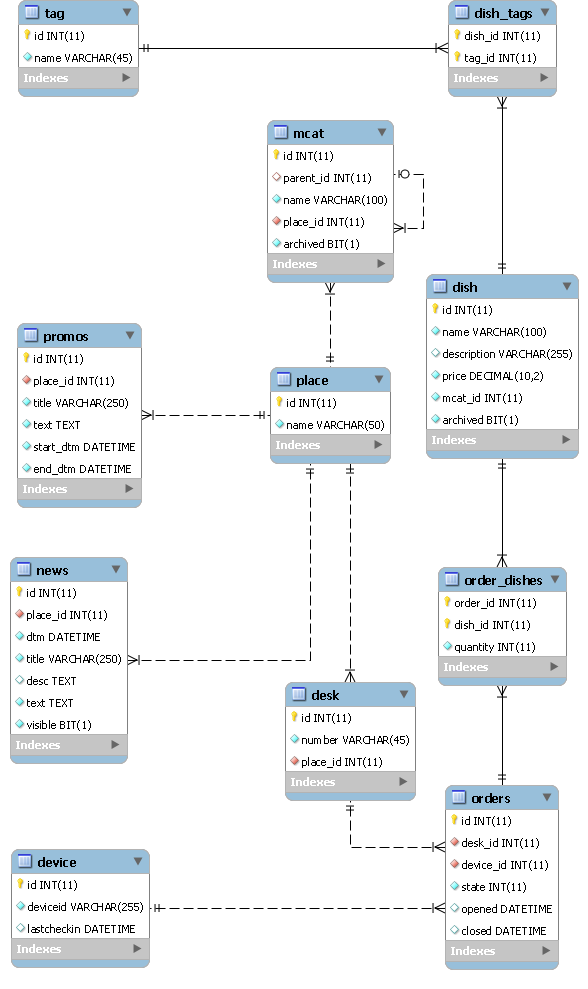 tag
id INT(11)
name VARCHAR(45)
Indexes
dish_tags
dish_id INT(11)
tag_id INT(11)
Indexes
mcat
id INT(11)
parent_id INT(11)
name VARCHAR(100)
place_id INT(11)
archived BIT(1)
Indexes
dish
id INT(11)
name VARCHAR(100)
description VARCHAR(255)
price DECIMAL(10,2)
mcat_id INT(11)
archived BIT(1)
Indexes
promos
id INT(11)
place_id INT(11)
title VARCHAR(250)
text TEXT
start_dtm DATETIME
end_dtm DATETIME
Indexes
place
id INT(11)
name VARCHAR(50)
Indexes
news
id INT(11)
place_id INT(11)
dtm DATETIME
title VARCHAR(250)
desc TEXT
text TEXT
visible BIT(1)
Indexes
order_dishes
order_id INT(11)
dish_id INT(11)
quantity INT(11)
Indexes
desk
id INT(11)
number VARCHAR(45)
place_id INT(11)
Indexes
orders
id INT(11)
desk_id INT(11)
device_id INT(11)
state INT(11)
opened DATETIME
closed DATETIME
Indexes
device
id INT(11)
deviceid VARCHAR(255)
lastcheckin DATETIME
Indexes